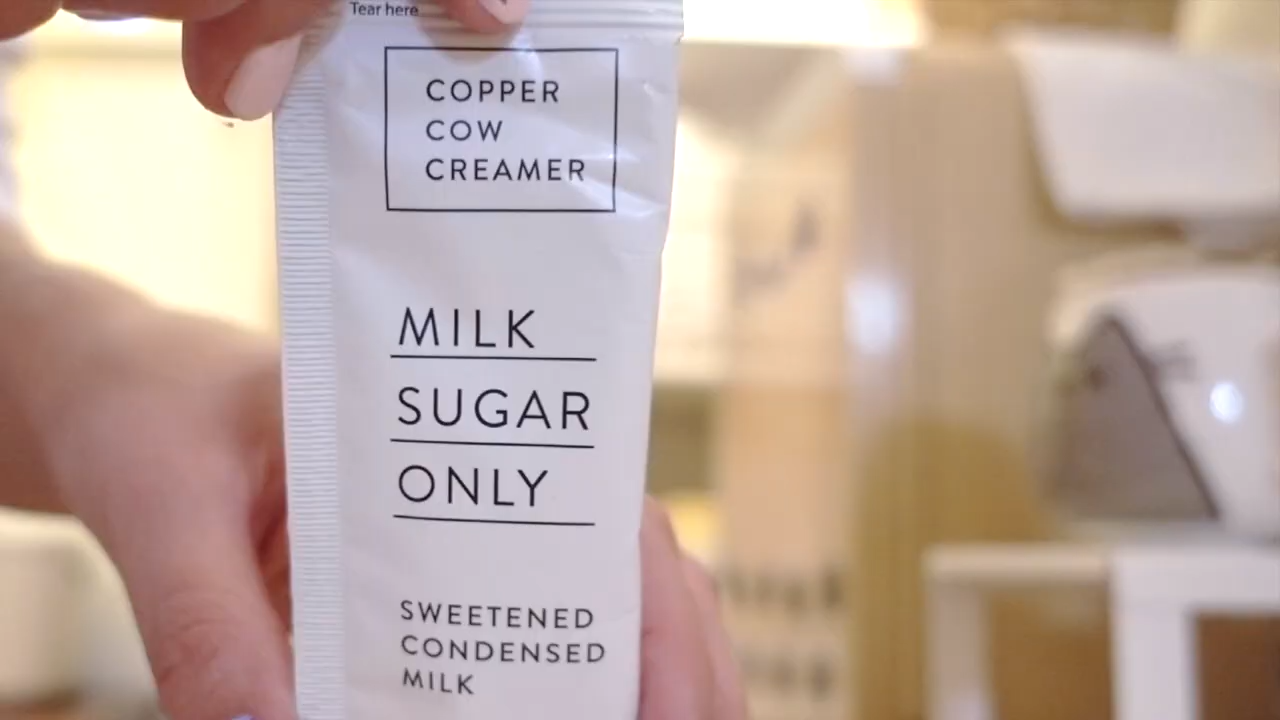 Tear here
COPPER
COW
CREAMER
MILK
SUGAR
ONLY
SWEETENED
CONDENSED
MILK